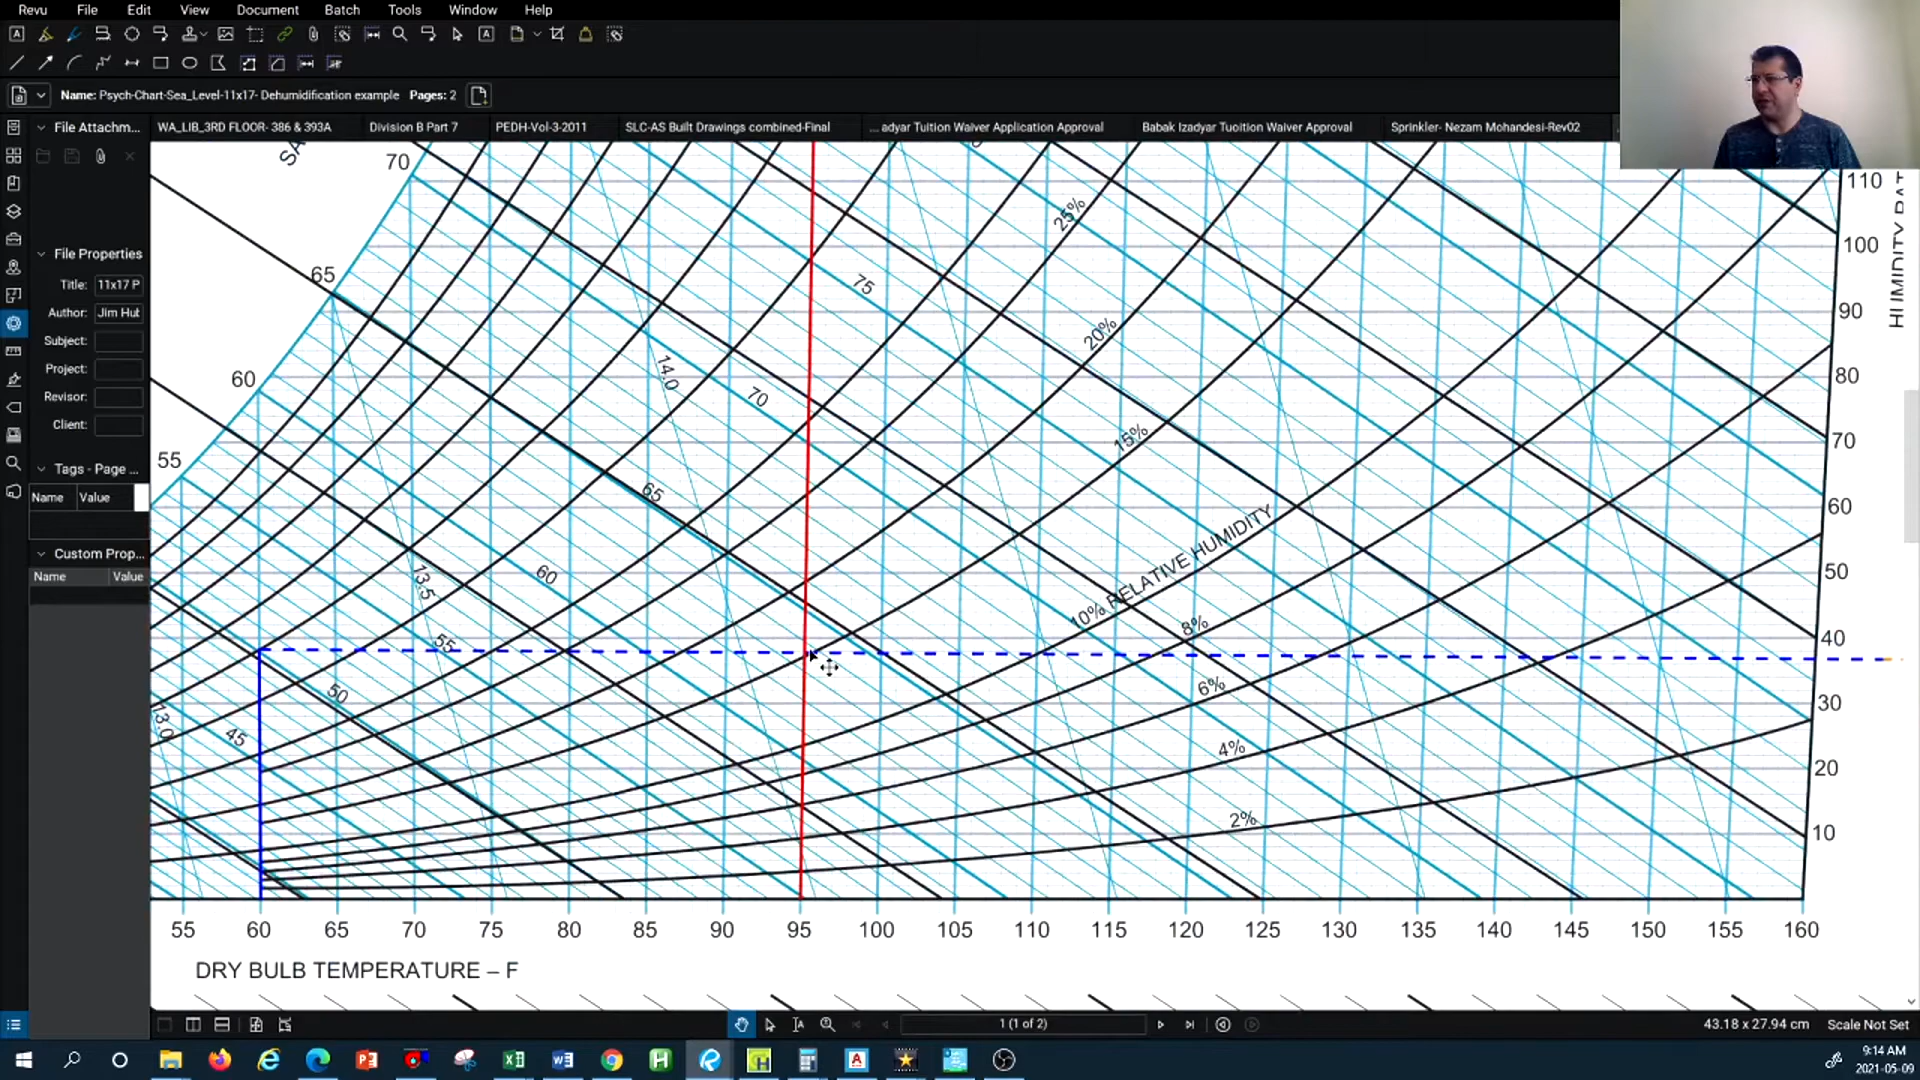 Revu File Edit View Document Batch Tools Window Help
Name: Psych-Chart-Sea_Level-11x17- Dehumidification example Pages: 2
File Attachm...
WA_LIB_3RD FLOOR- 386 & 393A
Division B Part 7
PEDH-Vol-3-2011
SLC-AS Built Drawings combined-Final
... adyar Tuition Waiver Application Approval
Babak Izadyar Tuoition Waiver Approval
Sprinkler- Nezam Mohandesi-Rev02
File Properties
Title: 11x17 P
Author: Jim Hut
Subject:
Project:
Revisor:
Client:
Tags - Page ...
Name Value
Custom Prop...
Name Value
SA
70
65
60
55
110
100
90
80
70
60
50
40
30
20
10
25%
75
20%
14.0
70
15%
65
10% RELATIVE HUMIDITY
60
13.5
8%
55
6%
50
13.0
45
4%
2%
55 60 65 70 75 80 85 90 95 100 105 110 115 120 125 130 135 140 145 150 155 160
DRY BULB TEMPERATURE – F
1 (1 of 2)
43.18 x 27.94 cm
Scale Not Set
9:14 AM
2021-05-09